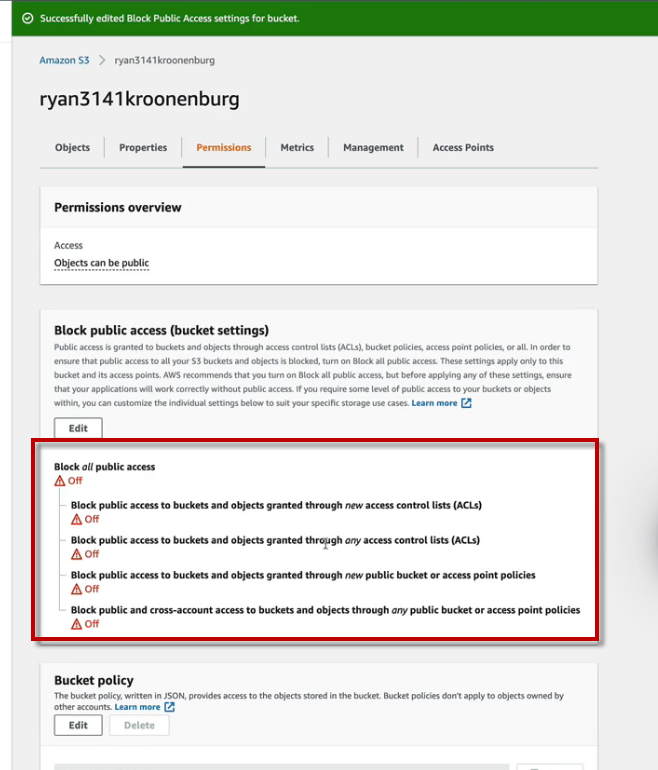 Successfully edited Block Public Access settings for bucket.
Amazon S3 > ryan3141kroonenburg
ryan3141kroonenburg
Objects Properties Permissions Metrics Management Access Points
Permissions overview
Access
Objects can be public
Block public access (bucket settings)
Public access is granted to buckets and objects through access control lists (ACLs), bucket policies, access point policies, or all. In order to
ensure that public access to all your S3 buckets and objects is blocked, turn on Block all public access. These settings apply only to this
bucket and its access points. AWS recommends that you turn on Block all public access, but before applying any of these settings, ensure
that your applications will work correctly without public access. If you require some level of public access to your buckets or objects
within, you can customize the individual settings below to suit your specific storage use cases. Learn more
Edit
Block all public access
Off
Block public access to buckets and objects granted through new access control lists (ACLs)
Off
Block public access to buckets and objects granted through any access control lists (ACLs)
Off
Block public access to buckets and objects granted through new public bucket or access point policies
Off
Block public and cross-account access to buckets and objects through any public bucket or access point policies
Off
Bucket policy
The bucket policy, written in JSON, provides access to the objects stored in the bucket. Bucket policies don't apply to objects owned by
other accounts. Learn more
Edit Delete